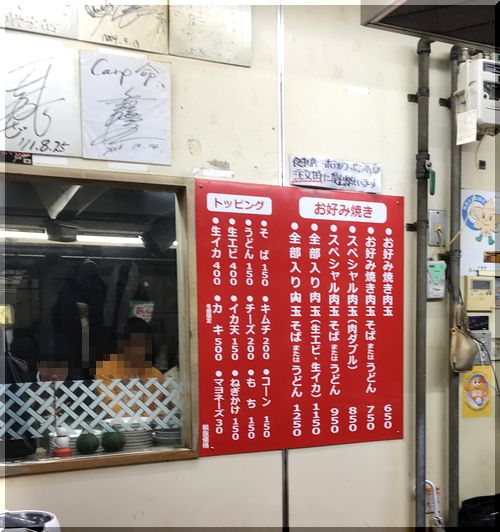 Carp 命
トッピング
お好み焼き
●お好み焼き肉玉 650
●お好み焼き肉玉 そば または うどん 750
●スペシャル肉玉(肉ダブル) 850
●スペシャル肉玉 そば または うどん 950
●全部入り肉玉(生エビ・生イカ) 1150
●全部入り肉玉 そば または うどん 1250
●そば 150
●うどん 150
●生エビ 400
●生イカ 400
●キムチ 200
●チーズ 200
●イカ天 150
●カキ 500
●コーン 150
●もち 150
●ねぎかけ 150
●マヨネーズ 30
税抜価格